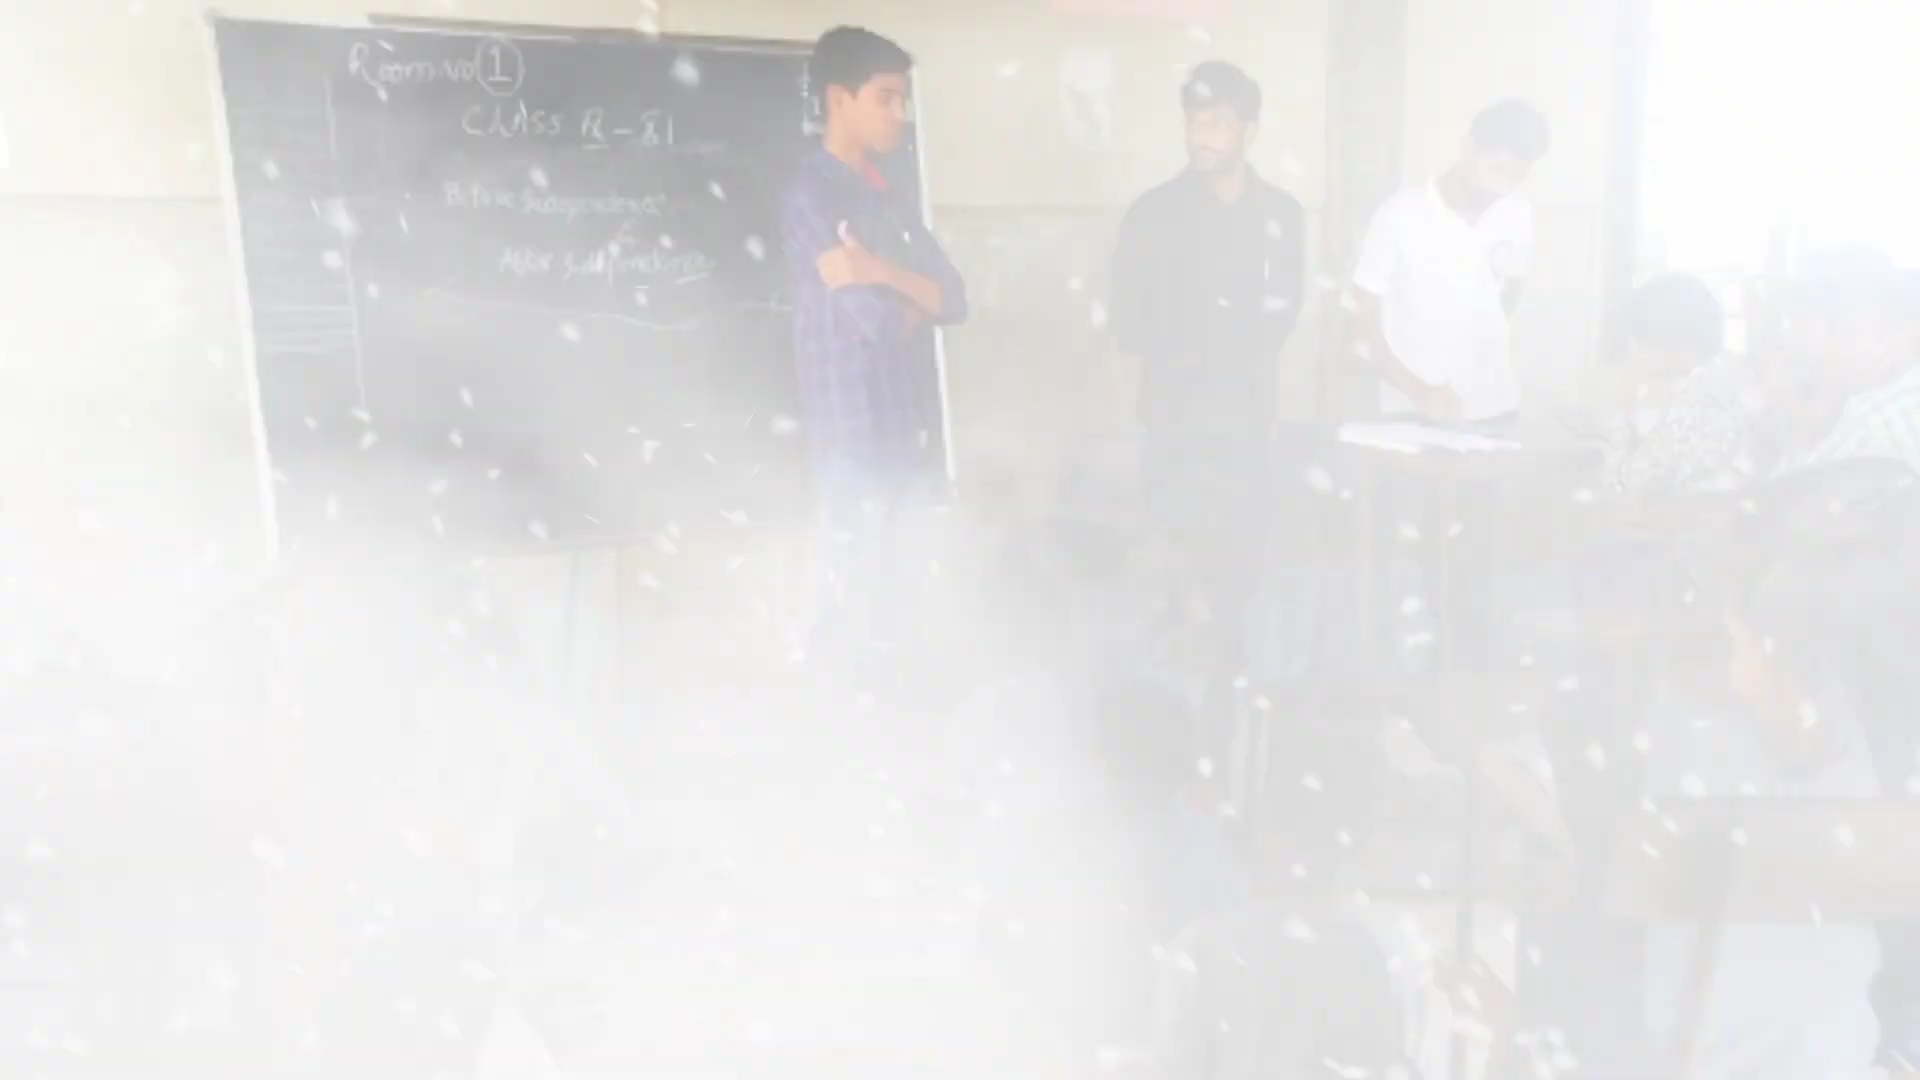 Room No 1
CLASS
Before Independence
After Independence